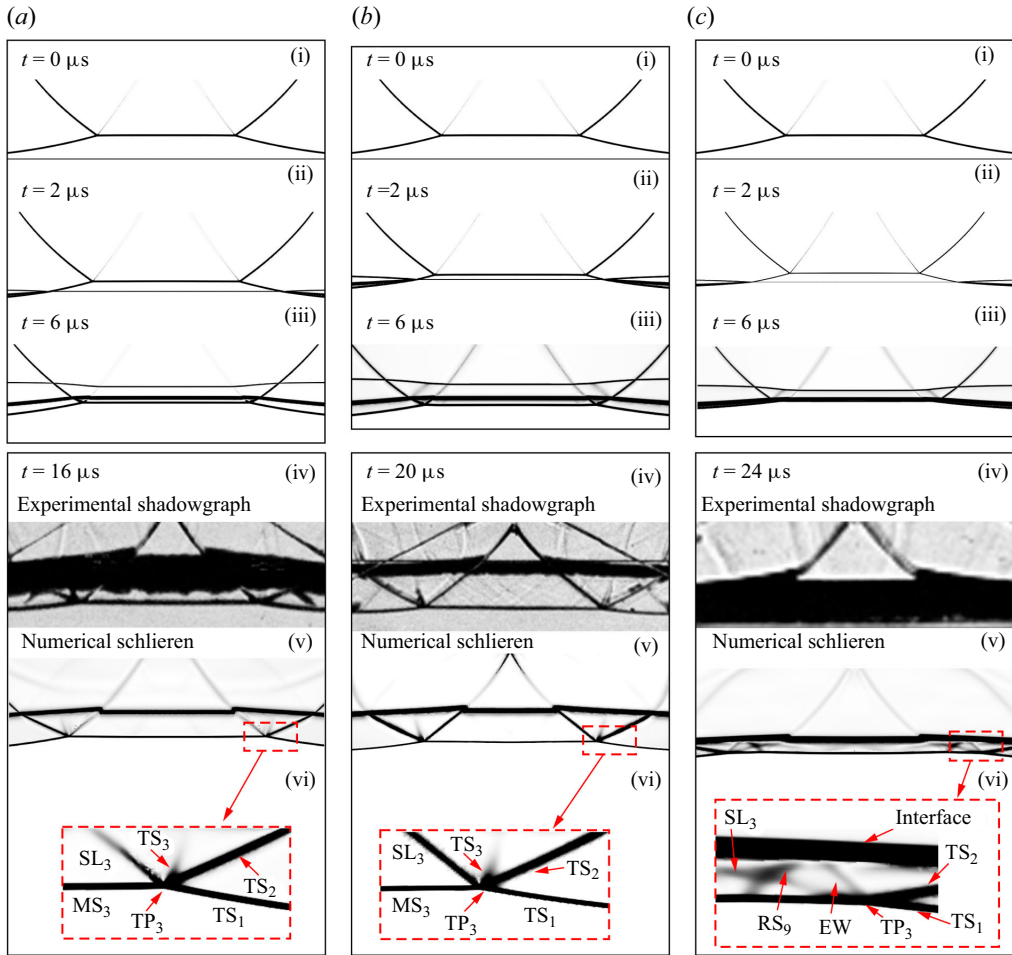 (a)
(b)
(c)
t = 0 μs
(i)
t = 0 μs
(i)
t = 0 μs
(i)
(ii)
t = 2 μs
(ii)
t =2 μs
(ii)
t = 2 μs
t = 6 μs
(iii)
t = 6 μs
(iii)
t = 6 μs
(iii)
t = 16 μs
(iv)
Experimental shadowgraph
t = 20 μs
(iv)
Experimental shadowgraph
t = 24 μs
(iv)
Experimental shadowgraph
Numerical schlieren
(v)
Numerical schlieren
(v)
Numerical schlieren
(v)
(vi)
SL3
TS3
TS2
MS3
TP3
TS1
(vi)
SL3
TS3
TS2
MS3
TP3
TS1
(vi)
SL3
Interface
TS2
RS9
EW
TP3
TS1